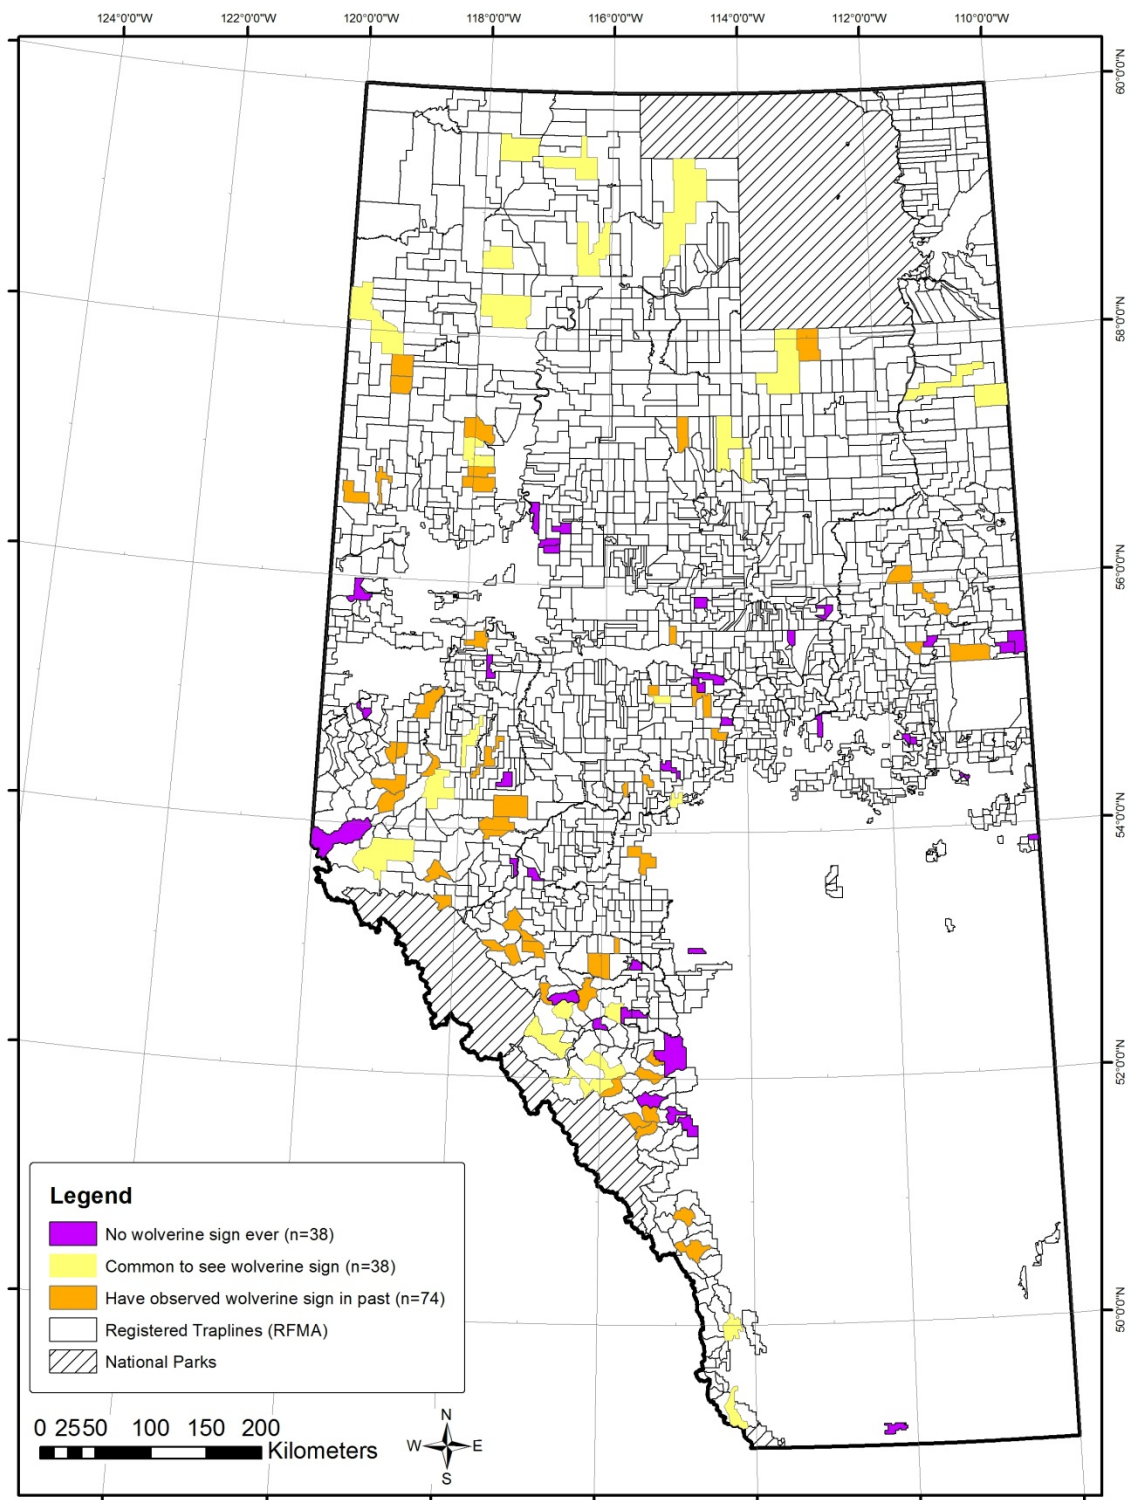 124°0'0"W 122°0'0"W 120°0'0"W 118°0'0"W 116°0'0"W 114°0'0"W 112°0'0"W 110°0'0"W
60°0'0"N
58°0'0"N
56°0'0"N
54°0'0"N
52°0'0"N
50°0'0"N
Legend
No wolverine sign ever (n=38)
Common to see wolverine sign (n=38)
Have observed wolverine sign in past (n=74)
Registered Traplines (RFMA)
National Parks
0 25 50 100 150 200
Kilometers
N
W E
S